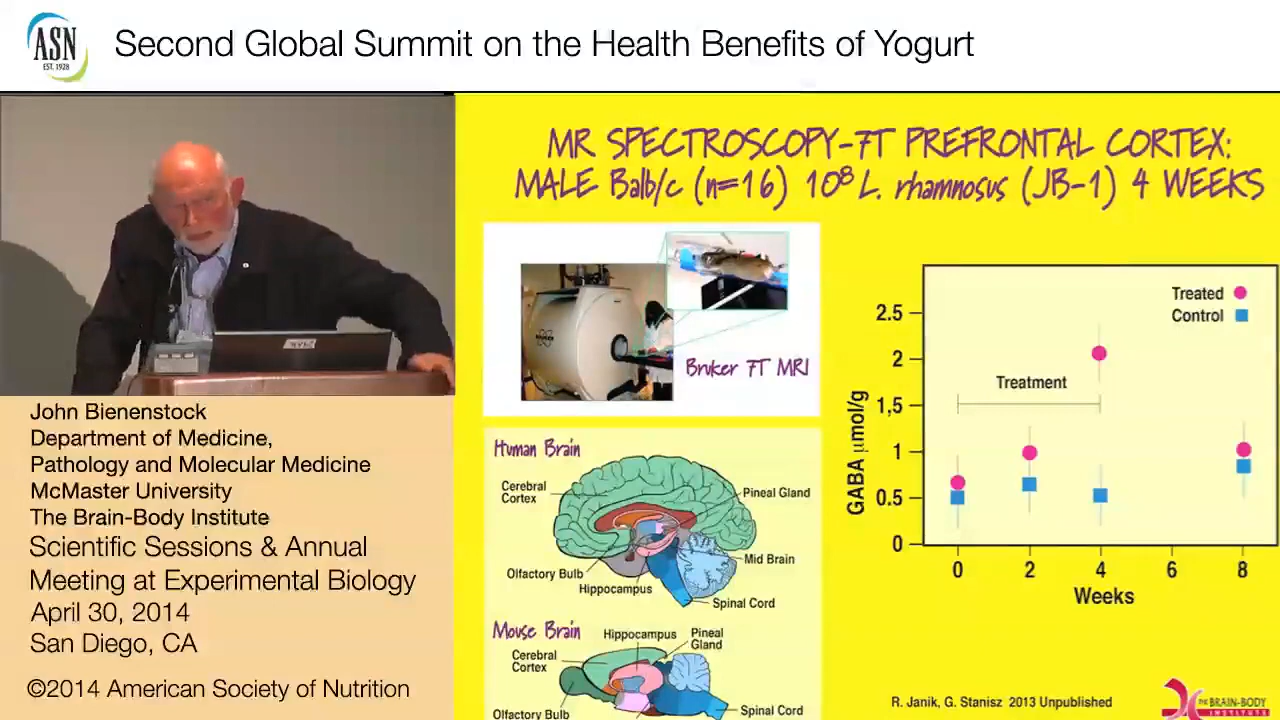 ASN
EST. 1928
Second Global Summit on the Health Benefits of Yogurt
MR SPECTROSCOPY-7T PREFRONTAL CORTEX:
MALE Balb/c (n=16) 10⁸ L. rhamnosus (JB-1) 4 WEEKS
Bruker 7T MRI
Human Brain
Cerebral
Cortex
Pineal Gland
Mid Brain
Olfactory Bulb
Hippocampus
Spinal Cord
Mouse Brain
Hippocampus
Pineal
Gland
Cerebral
Cortex
Spinal Cord
Olfactory Bulb
Treated
Control
Treatment
GABA µmol/g
2.5
2
1,5
1
0.5
0
0 2 4 6 8
Weeks
R. Janik, G. Stanisz 2013 Unpublished
THE BRAIN-BODY
INSTITUTE
John Bienenstock
Department of Medicine,
Pathology and Molecular Medicine
McMaster University
The Brain-Body Institute
Scientific Sessions & Annual
Meeting at Experimental Biology
April 30, 2014
San Diego, CA
©2014 American Society of Nutrition